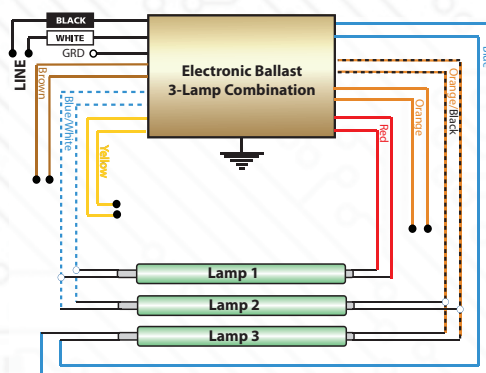 BLACK
WHITE
GRD
LINE
Brown
Blue/White
Yellow
Electronic Ballast
3-Lamp Combination
Blue
Orange/Black
Orange
Red
Lamp 1
Lamp 2
Lamp 3